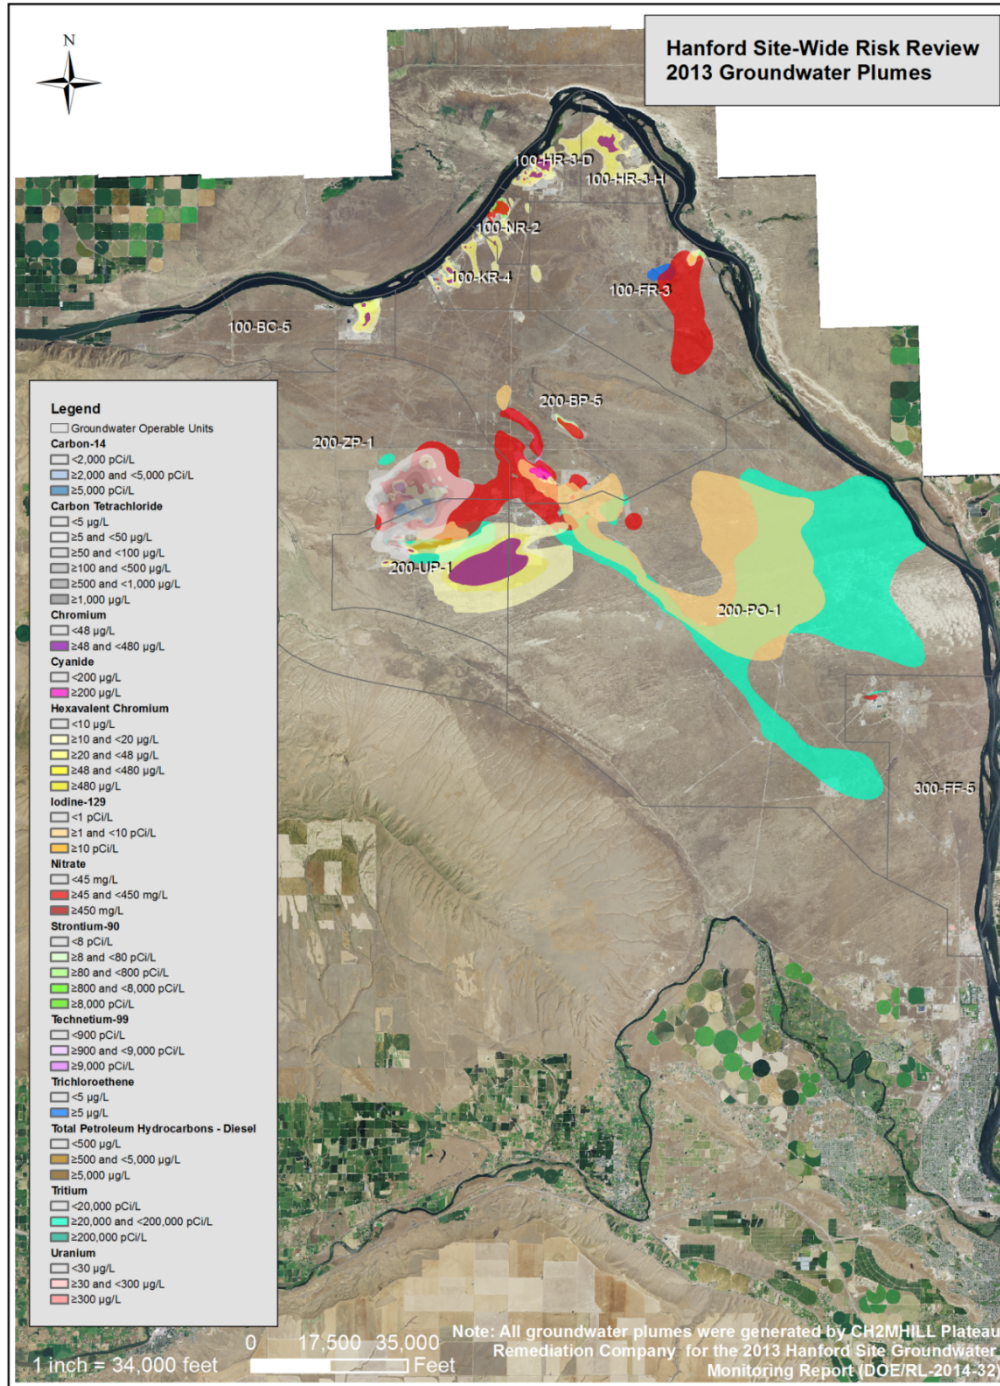 N
Hanford Site-Wide Risk Review
2013 Groundwater Plumes
100-HR-3-D
100-HR-3-H
100-NR-2
100-KR-4
100-FR-3
100-BC-5
200-BP-5
200-ZP-1
200-UP-1
200-PO-1
300-FF-5
Legend
Groundwater Operable Units
Carbon-14
<2,000 pCi/L
≥2,000 and <5,000 pCi/L
≥5,000 pCi/L
Carbon Tetrachloride
<5 µg/L
≥5 and <50 µg/L
≥50 and <100 µg/L
≥100 and <500 µg/L
≥500 and <1,000 µg/L
≥1,000 µg/L
Chromium
<48 µg/L
≥48 and <480 µg/L
Cyanide
<200 µg/L
≥200 µg/L
Hexavalent Chromium
<10 µg/L
≥10 and <20 µg/L
≥20 and <48 µg/L
≥48 and <480 µg/L
≥480 µg/L
Iodine-129
<1 pCi/L
≥1 and <10 pCi/L
≥10 pCi/L
Nitrate
<45 mg/L
≥45 and <450 mg/L
≥450 mg/L
Strontium-90
<8 pCi/L
≥8 and <80 pCi/L
≥80 and <800 pCi/L
≥800 and <8,000 pCi/L
≥8,000 pCi/L
Technetium-99
<900 pCi/L
≥900 and <9,000 pCi/L
≥9,000 pCi/L
Trichloroethene
<5 µg/L
≥5 µg/L
Total Petroleum Hydrocarbons - Diesel
<500 µg/L
≥500 and <5,000 µg/L
≥5,000 µg/L
Tritium
<20,000 pCi/L
≥20,000 and <200,000 pCi/L
≥200,000 pCi/L
Uranium
<30 µg/L
≥30 and <300 µg/L
≥300 µg/L
0 17,500 35,000
Feet
1 inch = 34,000 feet
Note: All groundwater plumes were generated by CH2MHILL Plateau
Remediation Company for the 2013 Hanford Site Groundwater
Monitoring Report (DOE/RL-2014-32)